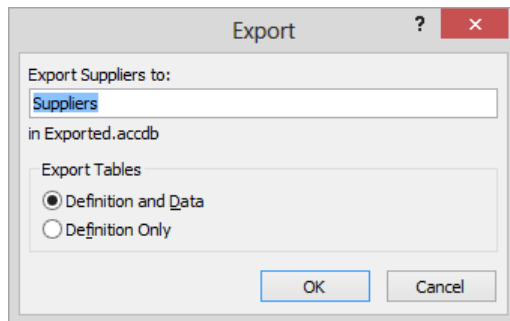 Export
?
×
Export Suppliers to:
Suppliers
in Exported.accdb
Export Tables
Definition and Data
Definition Only
OK
Cancel